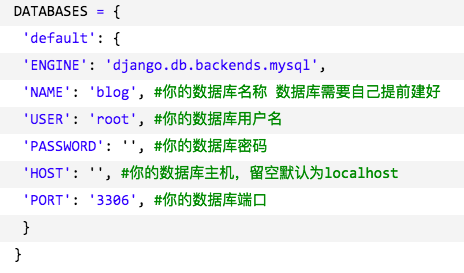 DATABASES = {
'default': {
'ENGINE': 'django.db.backends.mysql',
'NAME': 'blog', #你的数据库名称 数据库需要自己提前建好
'USER': 'root', #你的数据库用户名
'PASSWORD': '', #你的数据库密码
'HOST': '', #你的数据库主机，留空默认为localhost
'PORT': '3306', #你的数据库端口
}
}